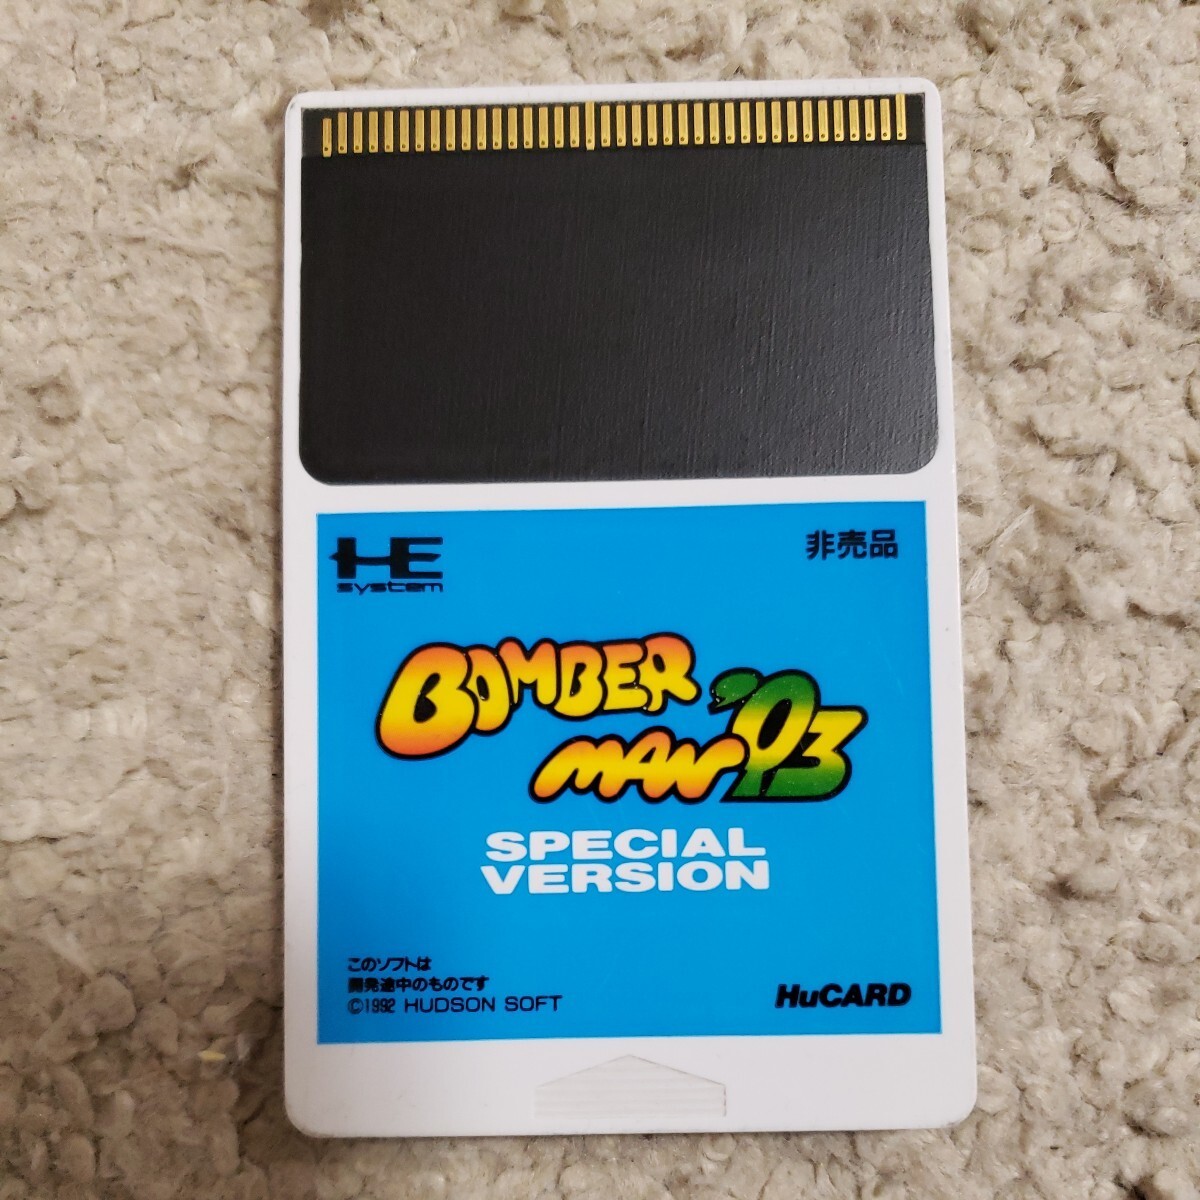 HE
system
非売品
BOMBER
MAN '93
SPECIAL
VERSION
このソフトは
開発途中のものです
©1992 HUDSON SOFT
HuCARD